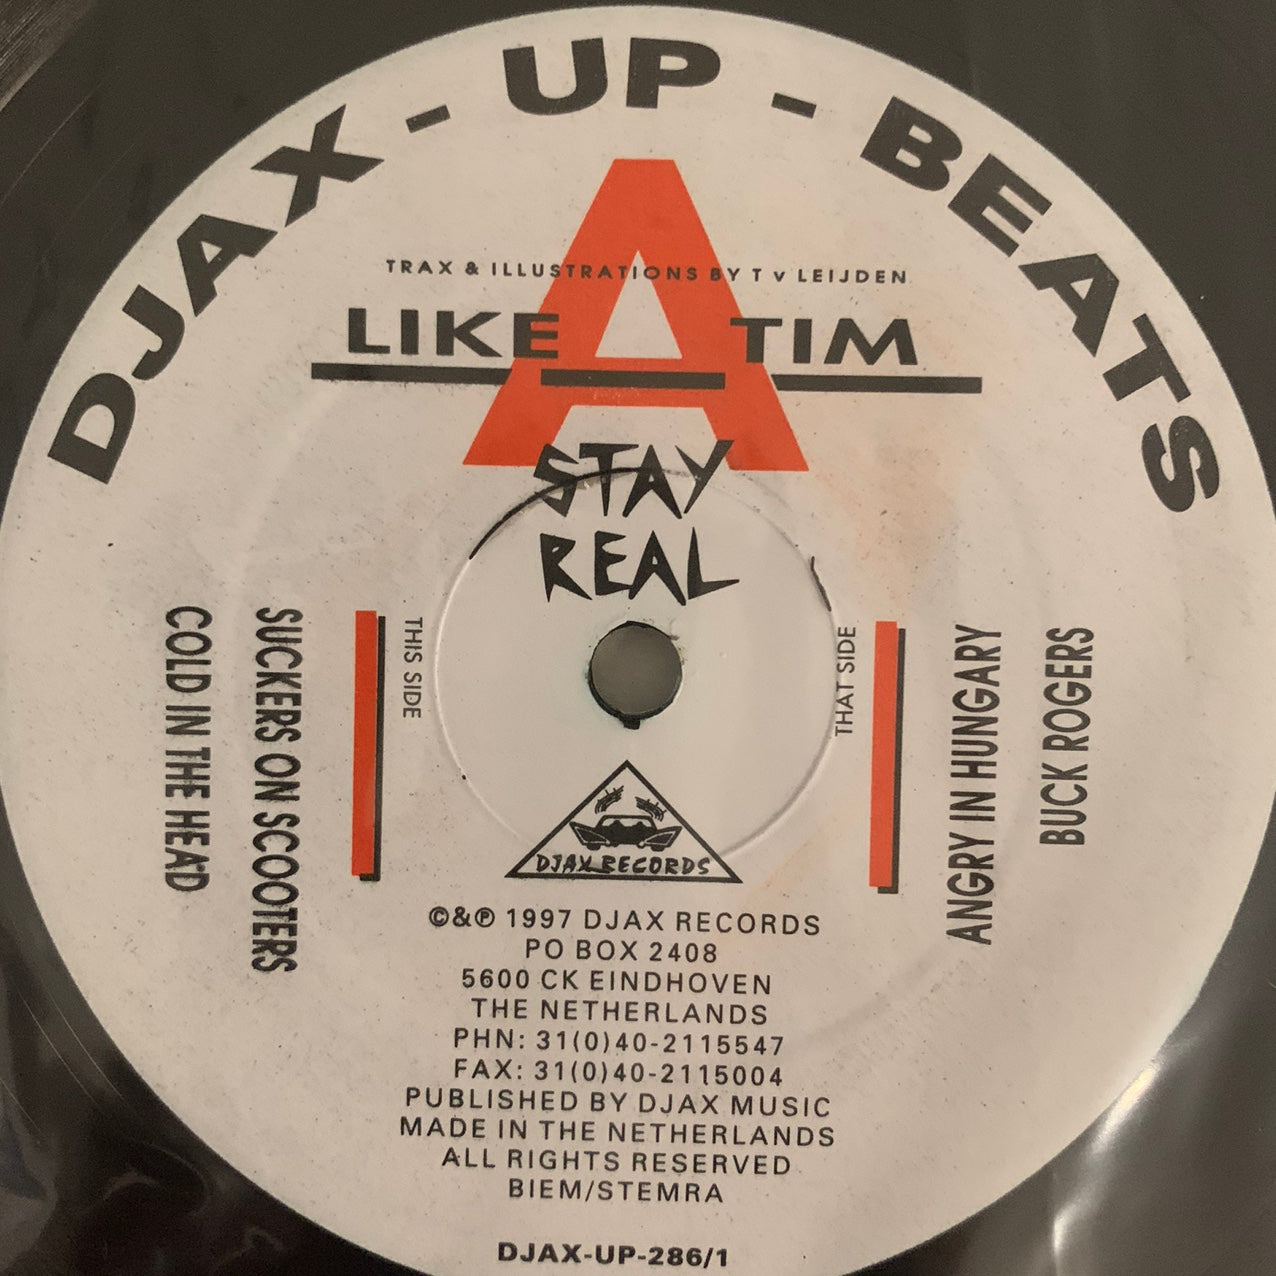 DJAX - UP - BEATS
A
TRAX & ILLUSTRATIONS BY T v LEIJDEN
LIKE A TIM
STAY
REAL
THIS SIDE
SUCKERS ON SCOOTERS
COLD IN THE HEAD
THAT SIDE
ANGRY IN HUNGARY
BUCK ROGERS
DJAX RECORDS
©&℗ 1997 DJAX RECORDS
PO BOX 2408
5600 CK EINDHOVEN
THE NETHERLANDS
PHN: 31(0)40-2115547
FAX: 31(0)40-2115004
PUBLISHED BY DJAX MUSIC
MADE IN THE NETHERLANDS
ALL RIGHTS RESERVED
BIEM/STEMRA
DJAX-UP-286/1